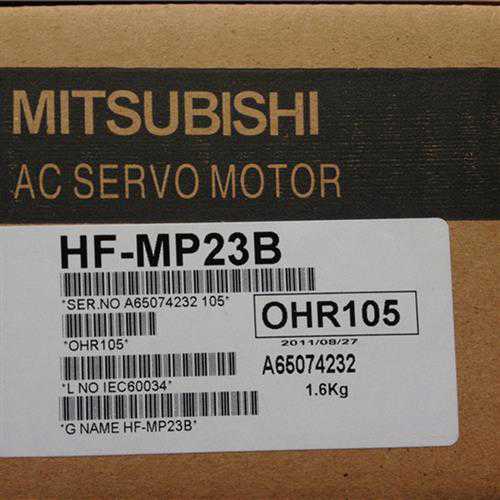 MITSUBISHI
AC SERVO MOTOR
HF-MP23B
*SER.NO A65074232 105*
OHR105
*OHR105*
2011/08/27
A65074232
*L NO IEC60034*
1.6Kg
*G NAME HF-MP23B*